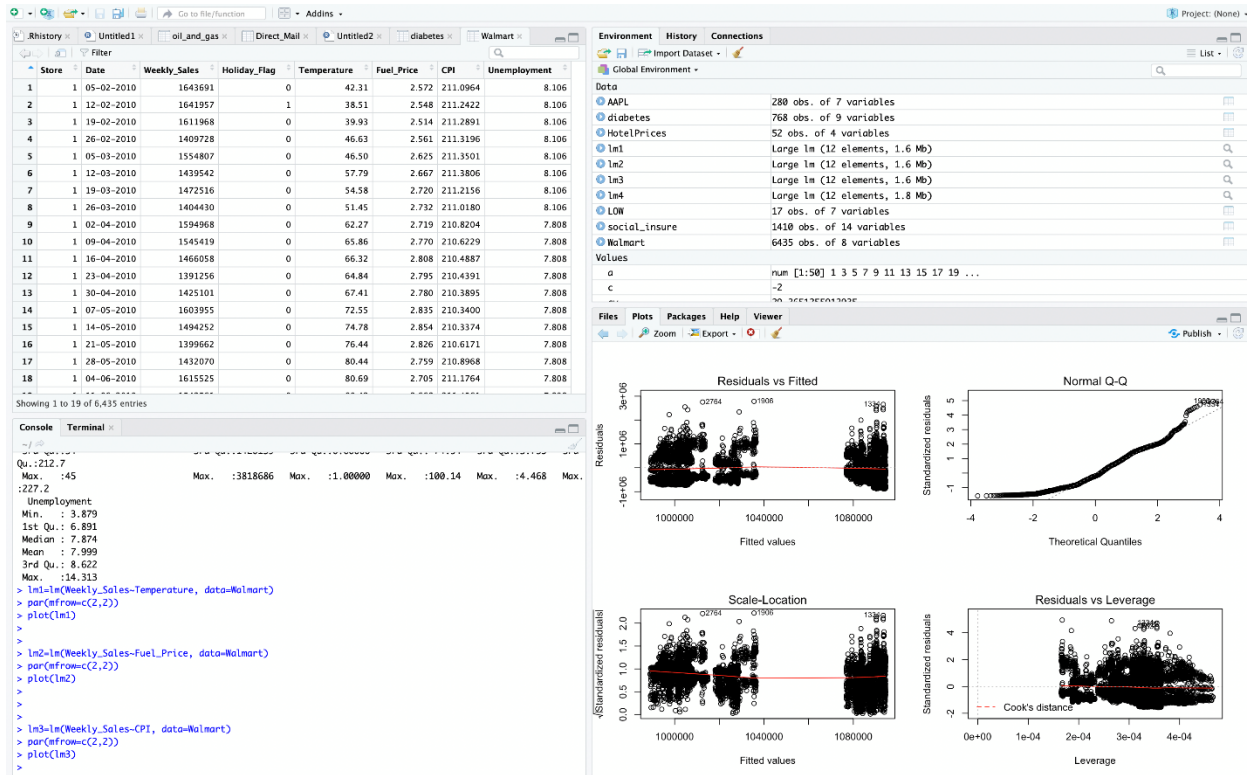 Go to file/function Addins Project: (None)
.Rhistory Untitled1 oil_and_gas Direct_Mail Untitled2 diabetes Walmart
Filter
Store Date Weekly_Sales Holiday_Flag Temperature Fuel_Price CPI Unemployment
1 1 05-02-2010 1643691 0 42.31 2.572 211.0964 8.106
2 1 12-02-2010 1641957 1 38.51 2.548 211.2422 8.106
3 1 19-02-2010 1611968 0 39.93 2.514 211.2891 8.106
4 1 26-02-2010 1409728 0 46.63 2.561 211.3196 8.106
5 1 05-03-2010 1554807 0 46.50 2.625 211.3501 8.106
6 1 12-03-2010 1439542 0 57.79 2.667 211.3806 8.106
7 1 19-03-2010 1472516 0 54.58 2.720 211.2156 8.106
8 1 26-03-2010 1404430 0 51.45 2.732 211.0180 8.106
9 1 02-04-2010 1594968 0 62.27 2.719 210.8204 7.808
10 1 09-04-2010 1545419 0 65.86 2.770 210.6229 7.808
11 1 16-04-2010 1466058 0 66.32 2.808 210.4887 7.808
12 1 23-04-2010 1391256 0 64.84 2.795 210.4391 7.808
13 1 30-04-2010 1425101 0 67.41 2.780 210.3895 7.808
14 1 07-05-2010 1603955 0 72.55 2.835 210.3400 7.808
15 1 14-05-2010 1494252 0 74.78 2.854 210.3374 7.808
16 1 21-05-2010 1399662 0 76.44 2.826 210.6171 7.808
17 1 28-05-2010 1432070 0 80.44 2.759 210.8968 7.808
18 1 04-06-2010 1615525 0 80.69 2.705 211.1764 7.808
Showing 1 to 19 of 6,435 entries
Console Terminal
~/
Qu.:212.7
Max. :45 Max. :3818686 Max. :1.00000 Max. :100.14 Max. :4.468 Max.
:227.2
Unemployment
Min. : 3.879
1st Qu.: 6.891
Median : 7.874
Mean : 7.999
3rd Qu.: 8.622
Max. :14.313
> lm1=lm(Weekly_Sales~Temperature, data=Walmart)
> par(mfrow=c(2,2))
> plot(lm1)
>
>
> lm2=lm(Weekly_Sales~Fuel_Price, data=Walmart)
> par(mfrow=c(2,2))
> plot(lm2)
>
>
>
> lm3=lm(Weekly_Sales~CPI, data=Walmart)
> par(mfrow=c(2,2))
> plot(lm3)
>
Environment History Connections
Import Dataset List
Global Environment
Data
AAPL 280 obs. of 7 variables
diabetes 768 obs. of 9 variables
HotelPrices 52 obs. of 4 variables
lm1 Large lm (12 elements, 1.6 Mb)
lm2 Large lm (12 elements, 1.6 Mb)
lm3 Large lm (12 elements, 1.6 Mb)
lm4 Large lm (12 elements, 1.8 Mb)
LOW 17 obs. of 7 variables
social_insure 1410 obs. of 14 variables
Walmart 6435 obs. of 8 variables
Values
a num [1:50] 1 3 5 7 9 11 13 15 17 19 ...
c -2
Files Plots Packages Help Viewer
Zoom Export Publish
Residuals vs Fitted
Residuals
-1e+06 1e+06 3e+06
2764 1906
1000000 1040000 1080000
Fitted values
Normal Q-Q
Standardized residuals
-1 1 2 3 4 5
-4 -2 0 2 4
Theoretical Quantiles
Scale-Location
√|Standardized residuals|
0.0 0.5 1.0 1.5 2.0
2764 1906
1000000 1040000 1080000
Fitted values
Residuals vs Leverage
Standardized residuals
-2 0 2 4
Cook's distance
0e+00 1e-04 2e-04 3e-04 4e-04
Leverage